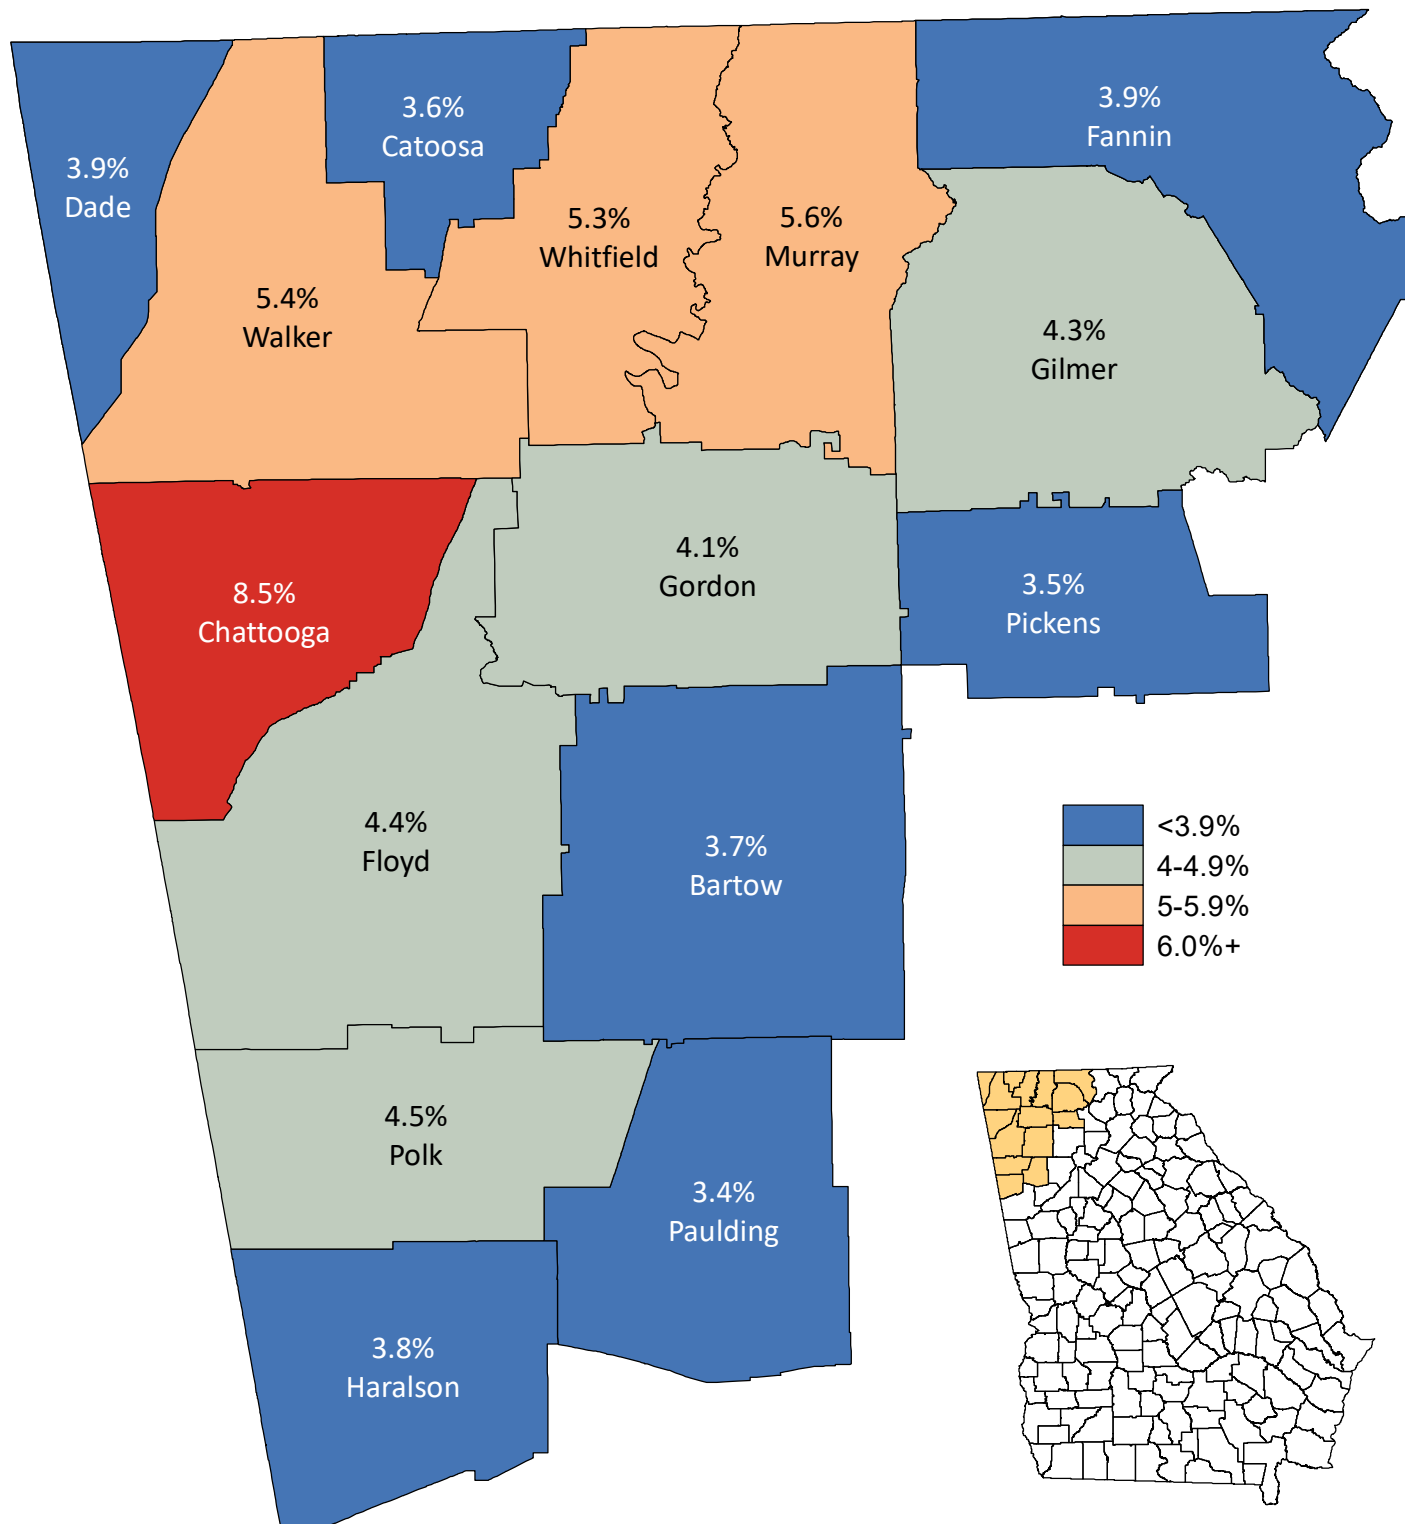 3.9%
Fannin
3.6%
Catoosa
3.9%
Dade
5.3%
Whitfield
5.6%
Murray
5.4%
Walker
4.3%
Gilmer
4.1%
Gordon
8.5%
Chattooga
3.5%
Pickens
4.4%
Floyd
3.7%
Bartow
<3.9%
4-4.9%
5-5.9%
6.0%+
4.5%
Polk
3.4%
Paulding
3.8%
Haralson